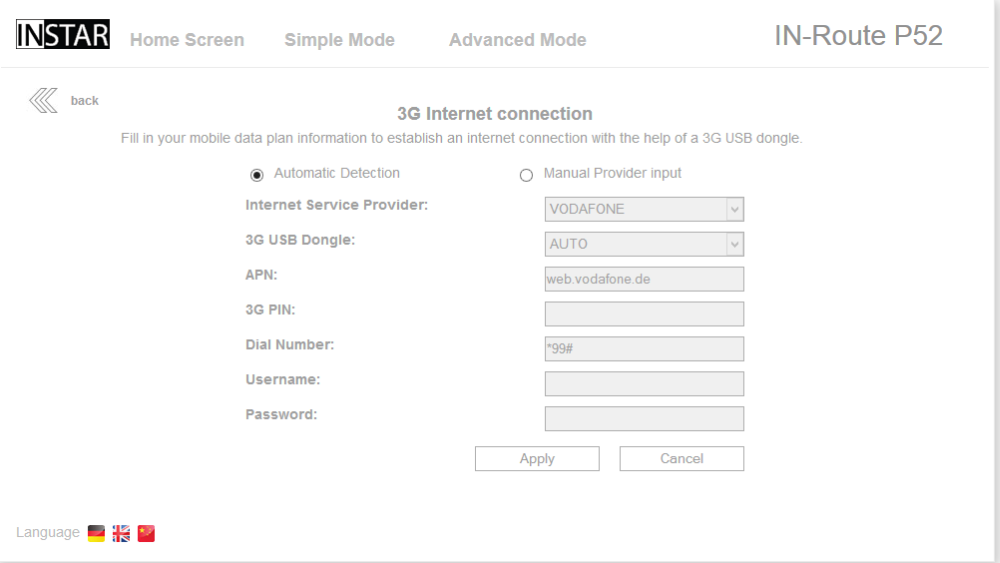 INSTAR Home Screen Simple Mode Advanced Mode IN-Route P52
back
3G Internet connection
Fill in your mobile data plan information to establish an internet connection with the help of a 3G USB dongle.
Automatic Detection Manual Provider input
Internet Service Provider: VODAFONE
3G USB Dongle: AUTO
APN: web.vodafone.de
3G PIN:
Dial Number: *99#
Username:
Password:
Apply Cancel
Language